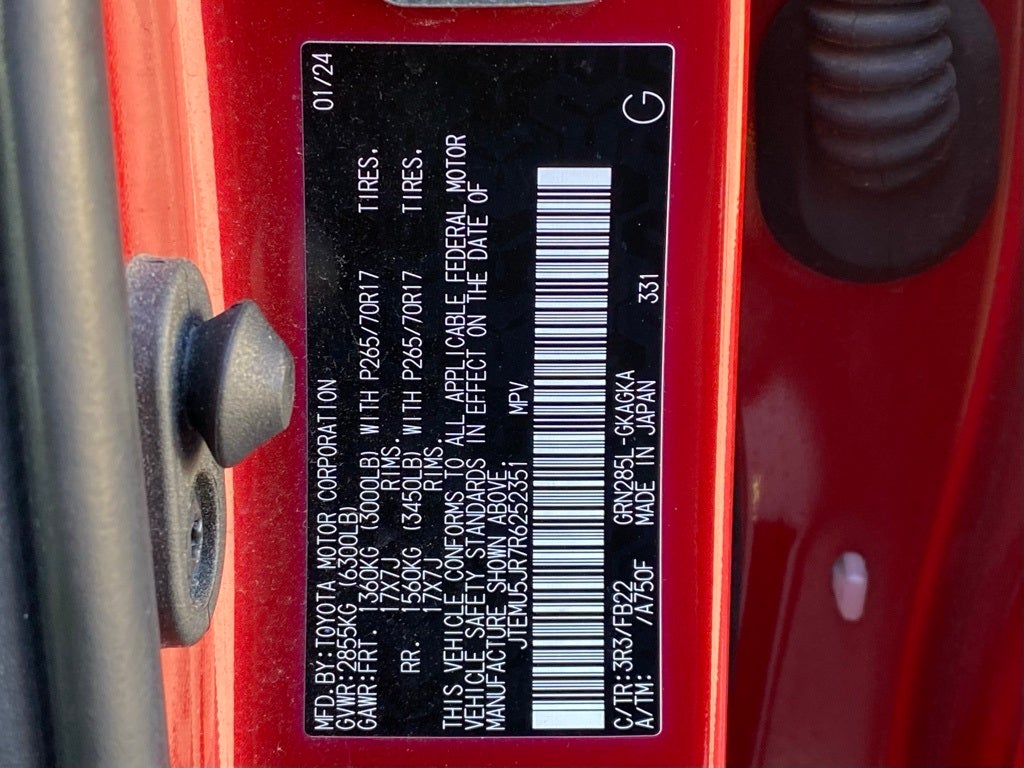 MFD.BY:TOYOTA MOTOR CORPORATION 01/24
GVWR:2855KG (6300LB)
GAWR:FRT. 1360KG (3000LB) WITH P265/70R17 TIRES.
17X7J RIMS.
RR. 1560KG (3450LB) WITH P265/70R17 TIRES.
17X7J RIMS.
THIS VEHICLE CONFORMS TO ALL APPLICABLE FEDERAL MOTOR
VEHICLE SAFETY STANDARDS IN EFFECT ON THE DATE OF
MANUFACTURE SHOWN ABOVE.
JTEMU5JR7R6252351 MPV
C/TR:3R3/FB22 GRN285L-GKAGKA
A/TM: /A750F MADE IN JAPAN 331 G